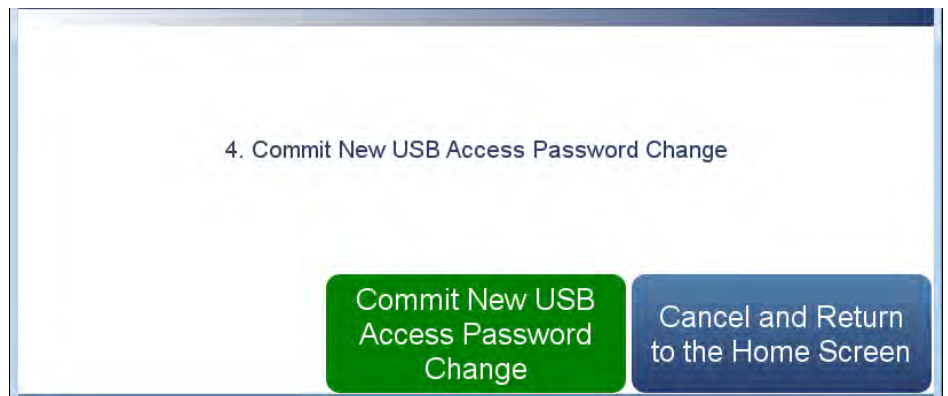 4. Commit New USB Access Password Change
Commit New USB
Access Password
Change
Cancel and Return
to the Home Screen